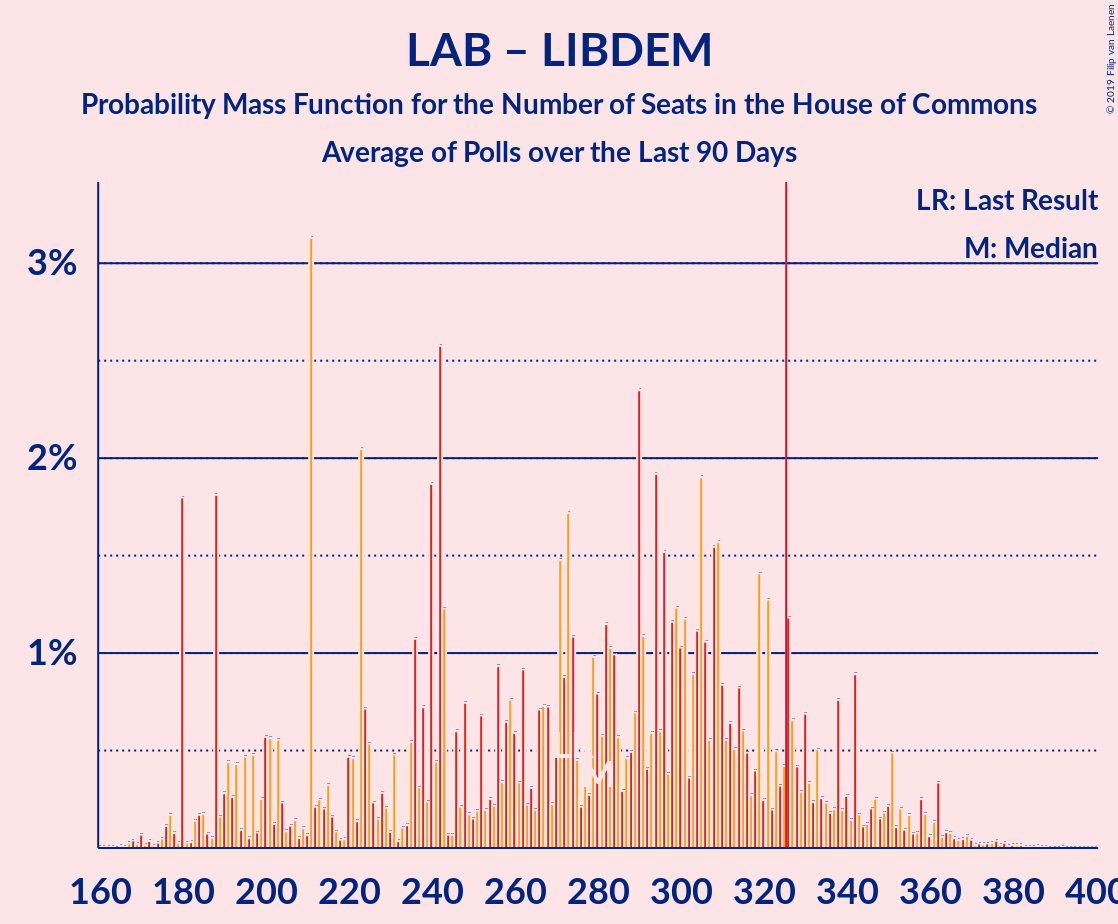 LAB – LIBDEM
Probability Mass Function for the Number of Seats in the House of Commons
Average of Polls over the Last 90 Days
© 2019 Filip van Laenen
LR: Last Result
M: Median
3%
2%
1%
M
160 180 200 220 240 260 280 300 320 340 360 380 400